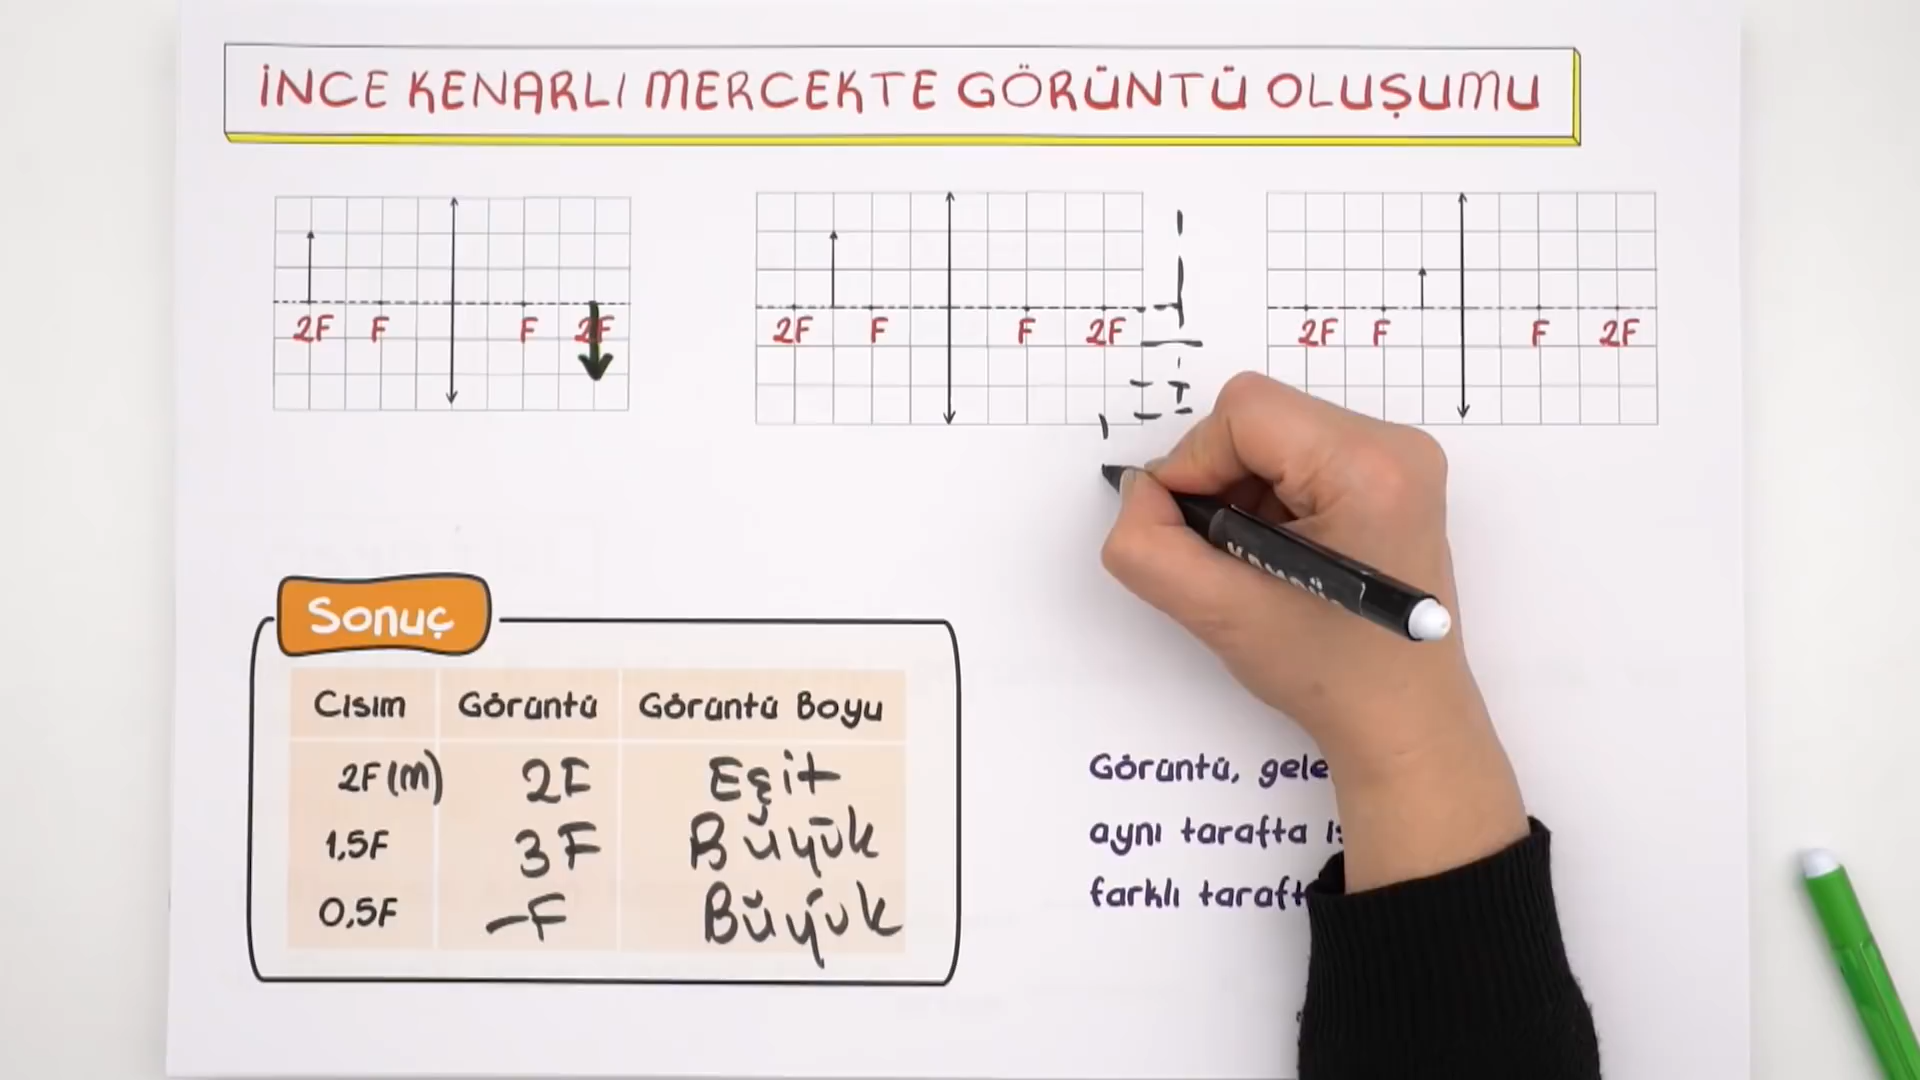 İNCE KENARLI MERCEKTE GÖRÜNTÜ OLUŞUMU
2F F F 2F
2F F F 2F
2F F F 2F
Sonuç
Cisim Görüntü Görüntü Boyu
2F(m) 2F Eşit
1,5F 3F Büyük
0,5F -F Büyük
Görüntü, gele
aynı tarafta
farklı taraft